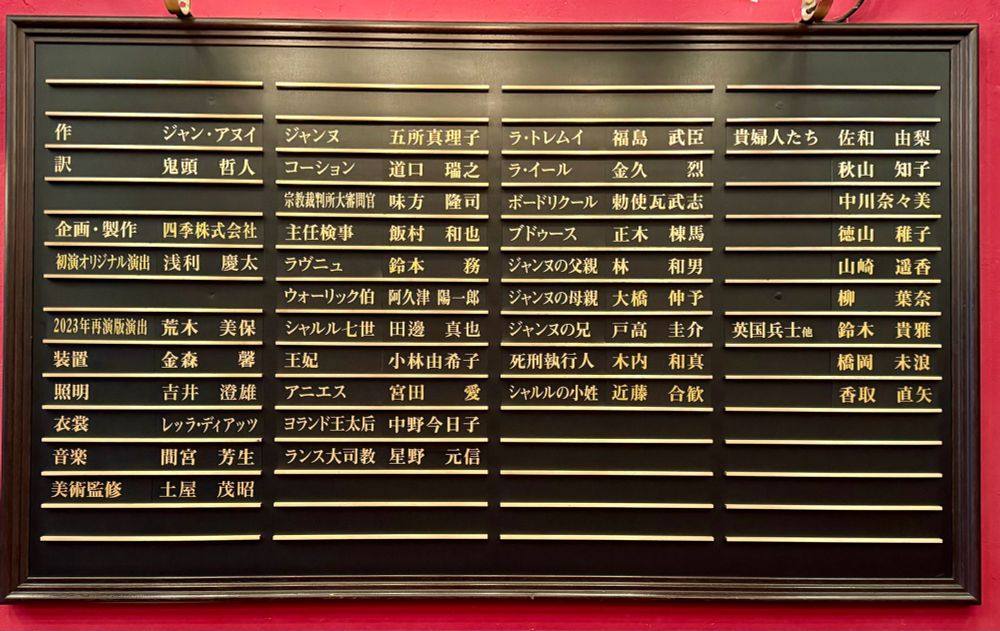 作 ジャン・アヌイ
訳 鬼頭 哲人
企画・製作 四季株式会社
初演オリジナル演出 浅利 慶太
2023年再演版演出 荒木 美保
装置 金森 馨
照明 吉井 澄雄
衣裳 レッラ・ディアッツ
音楽 間宮 芳生
美術監修 土屋 茂昭
ジャンヌ 五所真理子
コーション 道口 瑞之
宗教裁判所大審問官 味方 隆司
主任検事 飯村 和也
ラヴニュ 鈴本 務
ウォーリック伯 阿久津 陽一郎
シャルル七世 田邊 真也
王妃 小林由希子
アニエス 宮田 愛
ヨランド王太后 中野今日子
ランス大司教 星野 元信
ラ・トレムイ 福島 武臣
ラ・イール 金久 烈
ボードリクール 勅使瓦武志
ブドゥース 正木 棟馬
ジャンヌの父親 林 和男
ジャンヌの母親 大橋 伸予
ジャンヌの兄 戸高 圭介
死刑執行人 木内 和真
シャルルの小姓 近藤 合歓
貴婦人たち 佐和 由梨
秋山 知子
中川奈々美
徳山 稚子
山崎 遥香
柳 葉奈
英国兵士他 鈴木 貴雅
橋岡 未浪
香取 直矢